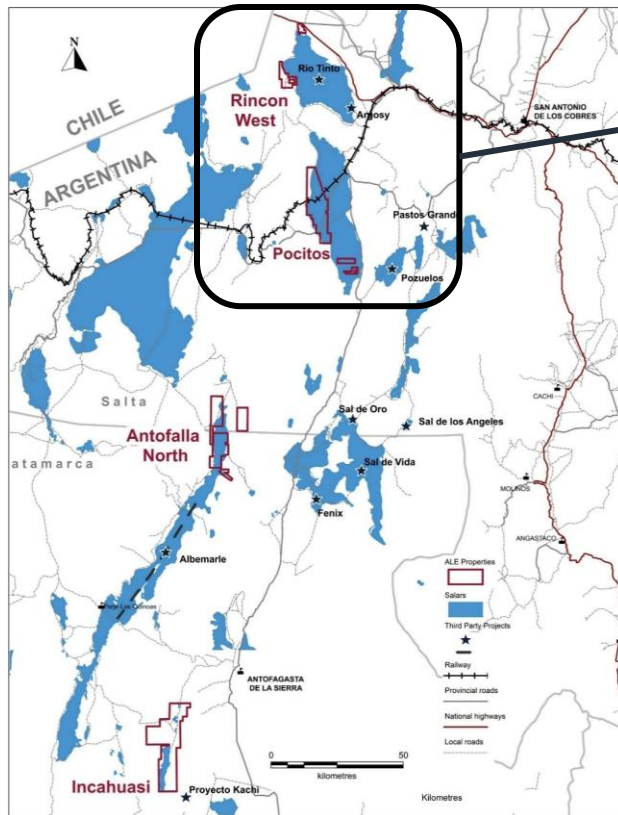 N
CHILE
ARGENTINA
Rio Tinto
Rincon
West
Argosy
SAN ANTONIO
DE LOS COBRES
Pastos Grande
Pocitos
Pozuelos
Salta
CACHI
Sal de Oro
Sal de los Angeles
Antofalla
North
atamarca
Sal de Vida
MOLINOS
Fenix
ANGASTACO
Albemarle
ALE Properties
Salars
Third Party Projects
Railway
Provincial roads
National highways
Local roads
ANTOFAGASTA
DE LA SIERRA
0
50
kilometres
Incahuasi
Proyecto Kachi
Kilometres